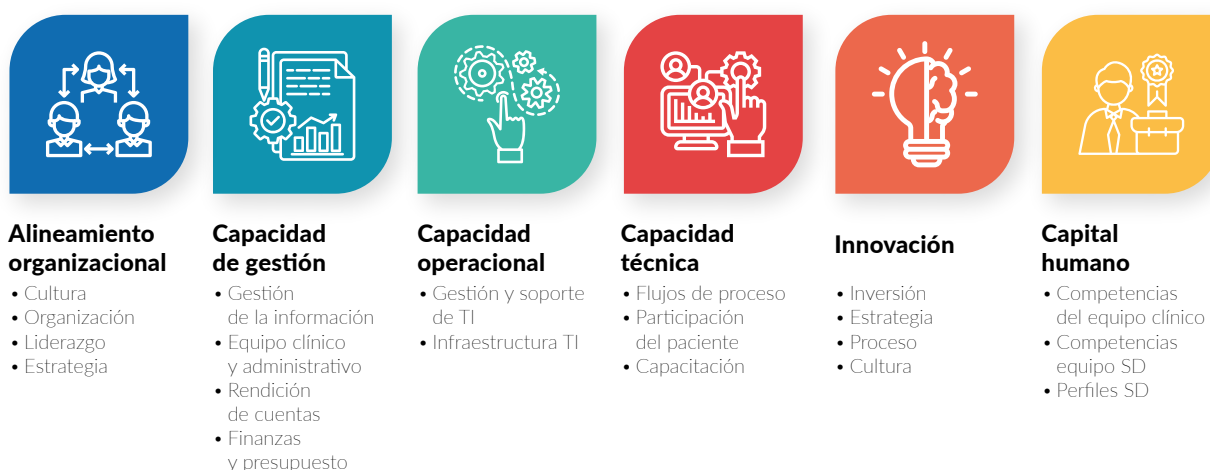 Alineamiento
organizacional
• Cultura
• Organización
• Liderazgo
• Estrategia
Capacidad
de gestión
• Gestión
de la información
• Equipo clínico
y administrativo
• Rendición
de cuentas
• Finanzas
y presupuesto
Capacidad
operacional
• Gestión y soporte
de TI
• Infraestructura TI
Capacidad
técnica
• Flujos de proceso
• Participación
del paciente
• Capacitación
Innovación
• Inversión
• Estrategia
• Proceso
• Cultura
Capital
humano
• Competencias
del equipo clínico
• Competencias
equipo SD
• Perfiles SD